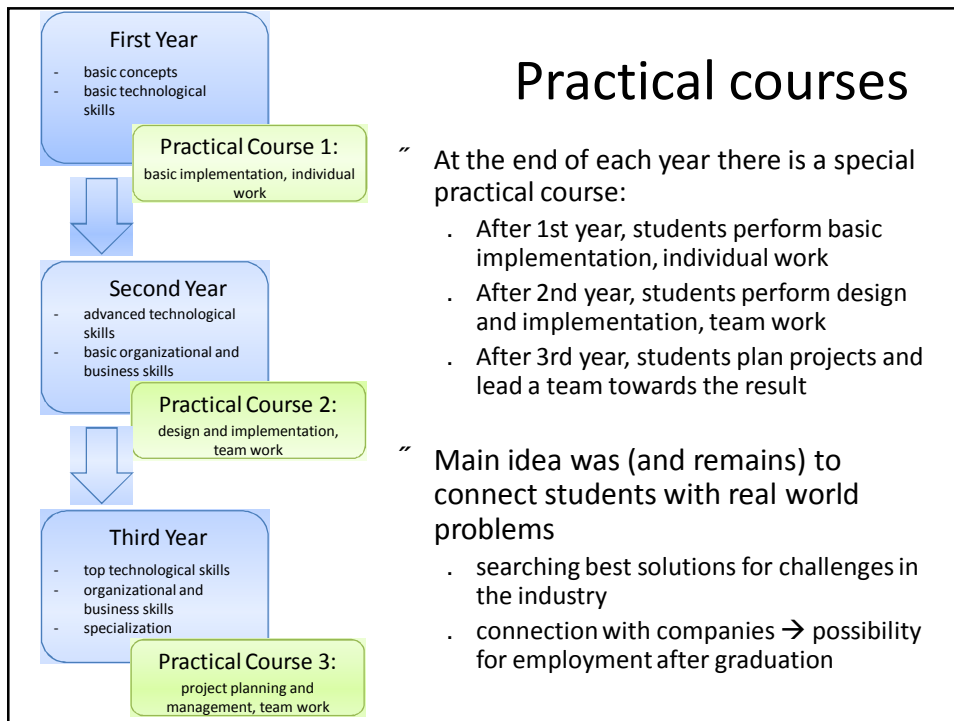 First Year
- basic concepts
- basic technological
skills
Practical Course 1:
basic implementation, individual
work
Second Year
- advanced technological
skills
- basic organizational and
business skills
Practical Course 2:
design and implementation,
team work
Third Year
- top technological skills
- organizational and
business skills
- specialization
Practical Course 3:
project planning and
management, team work
Practical courses
˝ At the end of each year there is a special
practical course:
. After 1st year, students perform basic
implementation, individual work
. After 2nd year, students perform design
and implementation, team work
. After 3rd year, students plan projects and
lead a team towards the result
˝ Main idea was (and remains) to
connect students with real world
problems
. searching best solutions for challenges in
the industry
. connection with companies → possibility
for employment after graduation